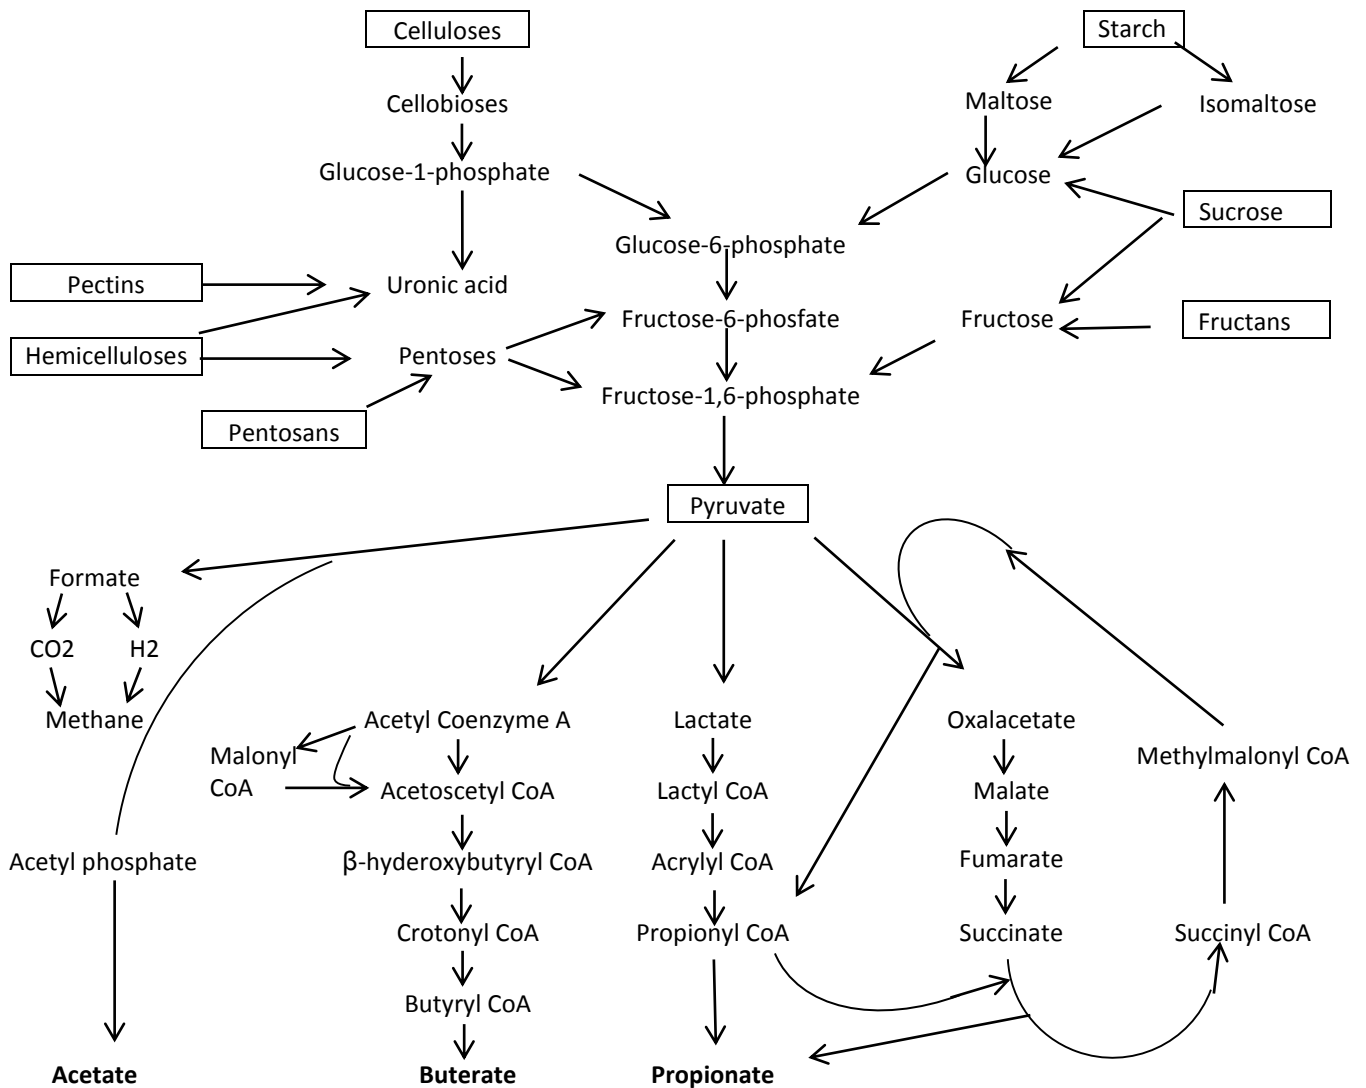 Celluloses
Starch
Cellobioses
Maltose
Isomaltose
Glucose-1-phosphate
Glucose
Sucrose
Glucose-6-phosphate
Pectins
Uronic acid
Fructose-6-phosfate
Fructose
Fructans
Hemicelluloses
Pentoses
Fructose-1,6-phosphate
Pentosans
Pyruvate
Formate
CO2
H2
Methane
Acetyl Coenzyme A
Lactate
Oxalacetate
Malonyl
CoA
Methylmalonyl CoA
Acetoscetyl CoA
Lactyl CoA
Malate
Acetyl phosphate
β-hyderoxybutyryl CoA
Acrylyl CoA
Fumarate
Crotonyl CoA
Propionyl CoA
Succinate
Succinyl CoA
Butyryl CoA
Acetate
Buterate
Propionate